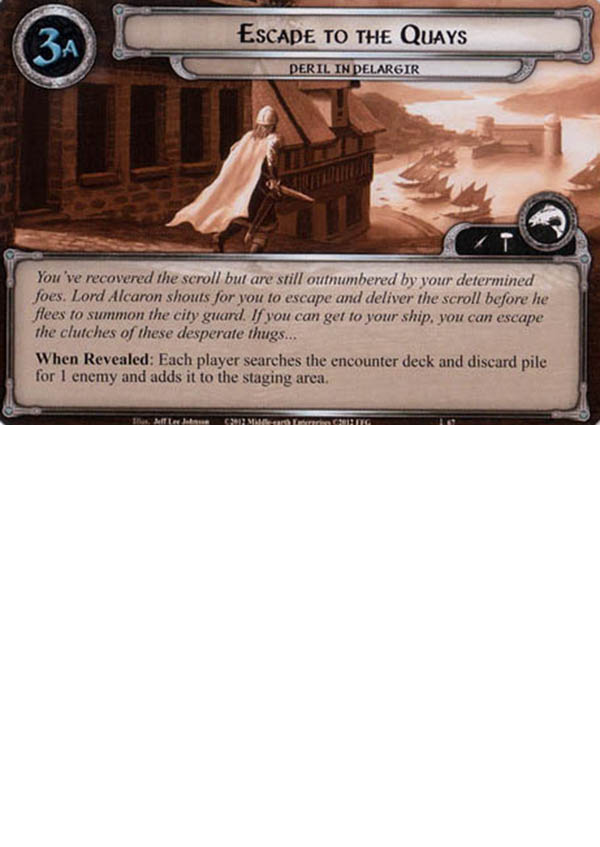 3A
Escape to the Quays
Peril in Pelargir
You've recovered the scroll but are still outnumbered by your determined
foes. Lord Alcaron shouts for you to escape and deliver the scroll before he
flees to summon the city guard. If you can get to your ship, you can escape
the clutches of these desperate thugs...
When Revealed: Each player searches the encounter deck and discard pile
for 1 enemy and adds it to the staging area.
Illus. Jeff Lee Johnson ©2012 Middle-earth Enterprises ©2012 FFG 67